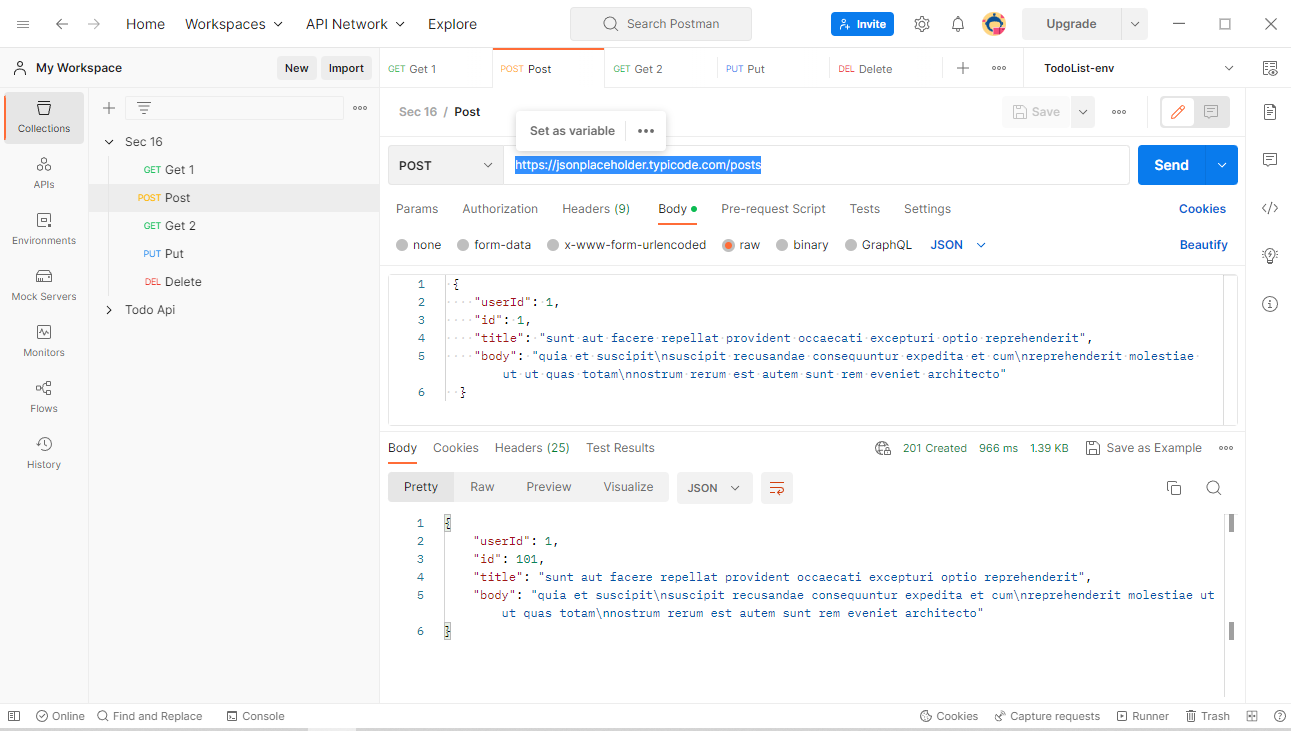 Home Workspaces API Network Explore Search Postman Invite Upgrade
My Workspace New Import GET Get 1 POST Post GET Get 2 PUT Put DEL Delete TodoList-env
Collections
APIs
Environments
Mock Servers
Monitors
Flows
History
Sec 16
GET Get 1
POST Post
GET Get 2
PUT Put
DEL Delete
Todo Api
Sec 16 / Post Save
Set as variable
POST https://jsonplaceholder.typicode.com/posts Send
Params Authorization Headers (9) Body Pre-request Script Tests Settings Cookies
none form-data x-www-form-urlencoded raw binary GraphQL JSON Beautify
1 {
2 "userId": 1,
3 "id": 1,
4 "title": "sunt aut facere repellat provident occaecati excepturi optio reprehenderit",
5 "body": "quia et suscipit\nsuscipit recusandae consequuntur expedita et cum\nreprehenderit molestiae
ut ut quas totam\nnostrum rerum est autem sunt rem eveniet architecto"
6 }
Body Cookies Headers (25) Test Results 201 Created 966 ms 1.39 KB Save as Example
Pretty Raw Preview Visualize JSON
1 {
2 "userId": 1,
3 "id": 101,
4 "title": "sunt aut facere repellat provident occaecati excepturi optio reprehenderit",
5 "body": "quia et suscipit\nsuscipit recusandae consequuntur expedita et cum\nreprehenderit molestiae ut
ut quas totam\nnostrum rerum est autem sunt rem eveniet architecto"
6 }
Online Find and Replace Console Cookies Capture requests Runner Trash